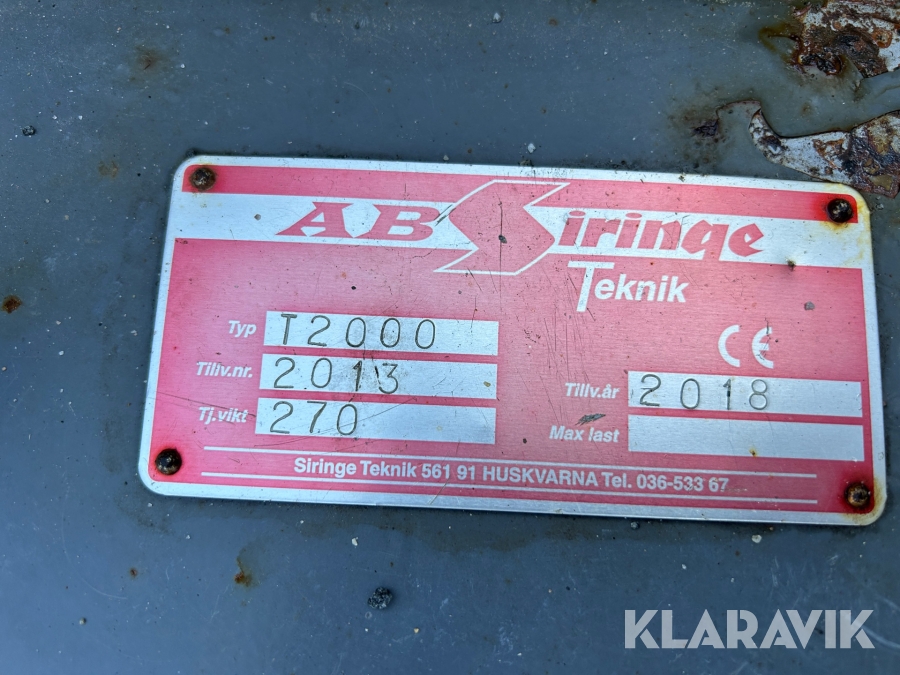 AB Siringe
Teknik
Typ T2000
Tillv.nr. 2013
Tillv.år 2018
Tj.vikt 270
Max last
CE
Siringe Teknik 561 91 HUSKVARNA Tel. 036-533 67
KLARAVIK